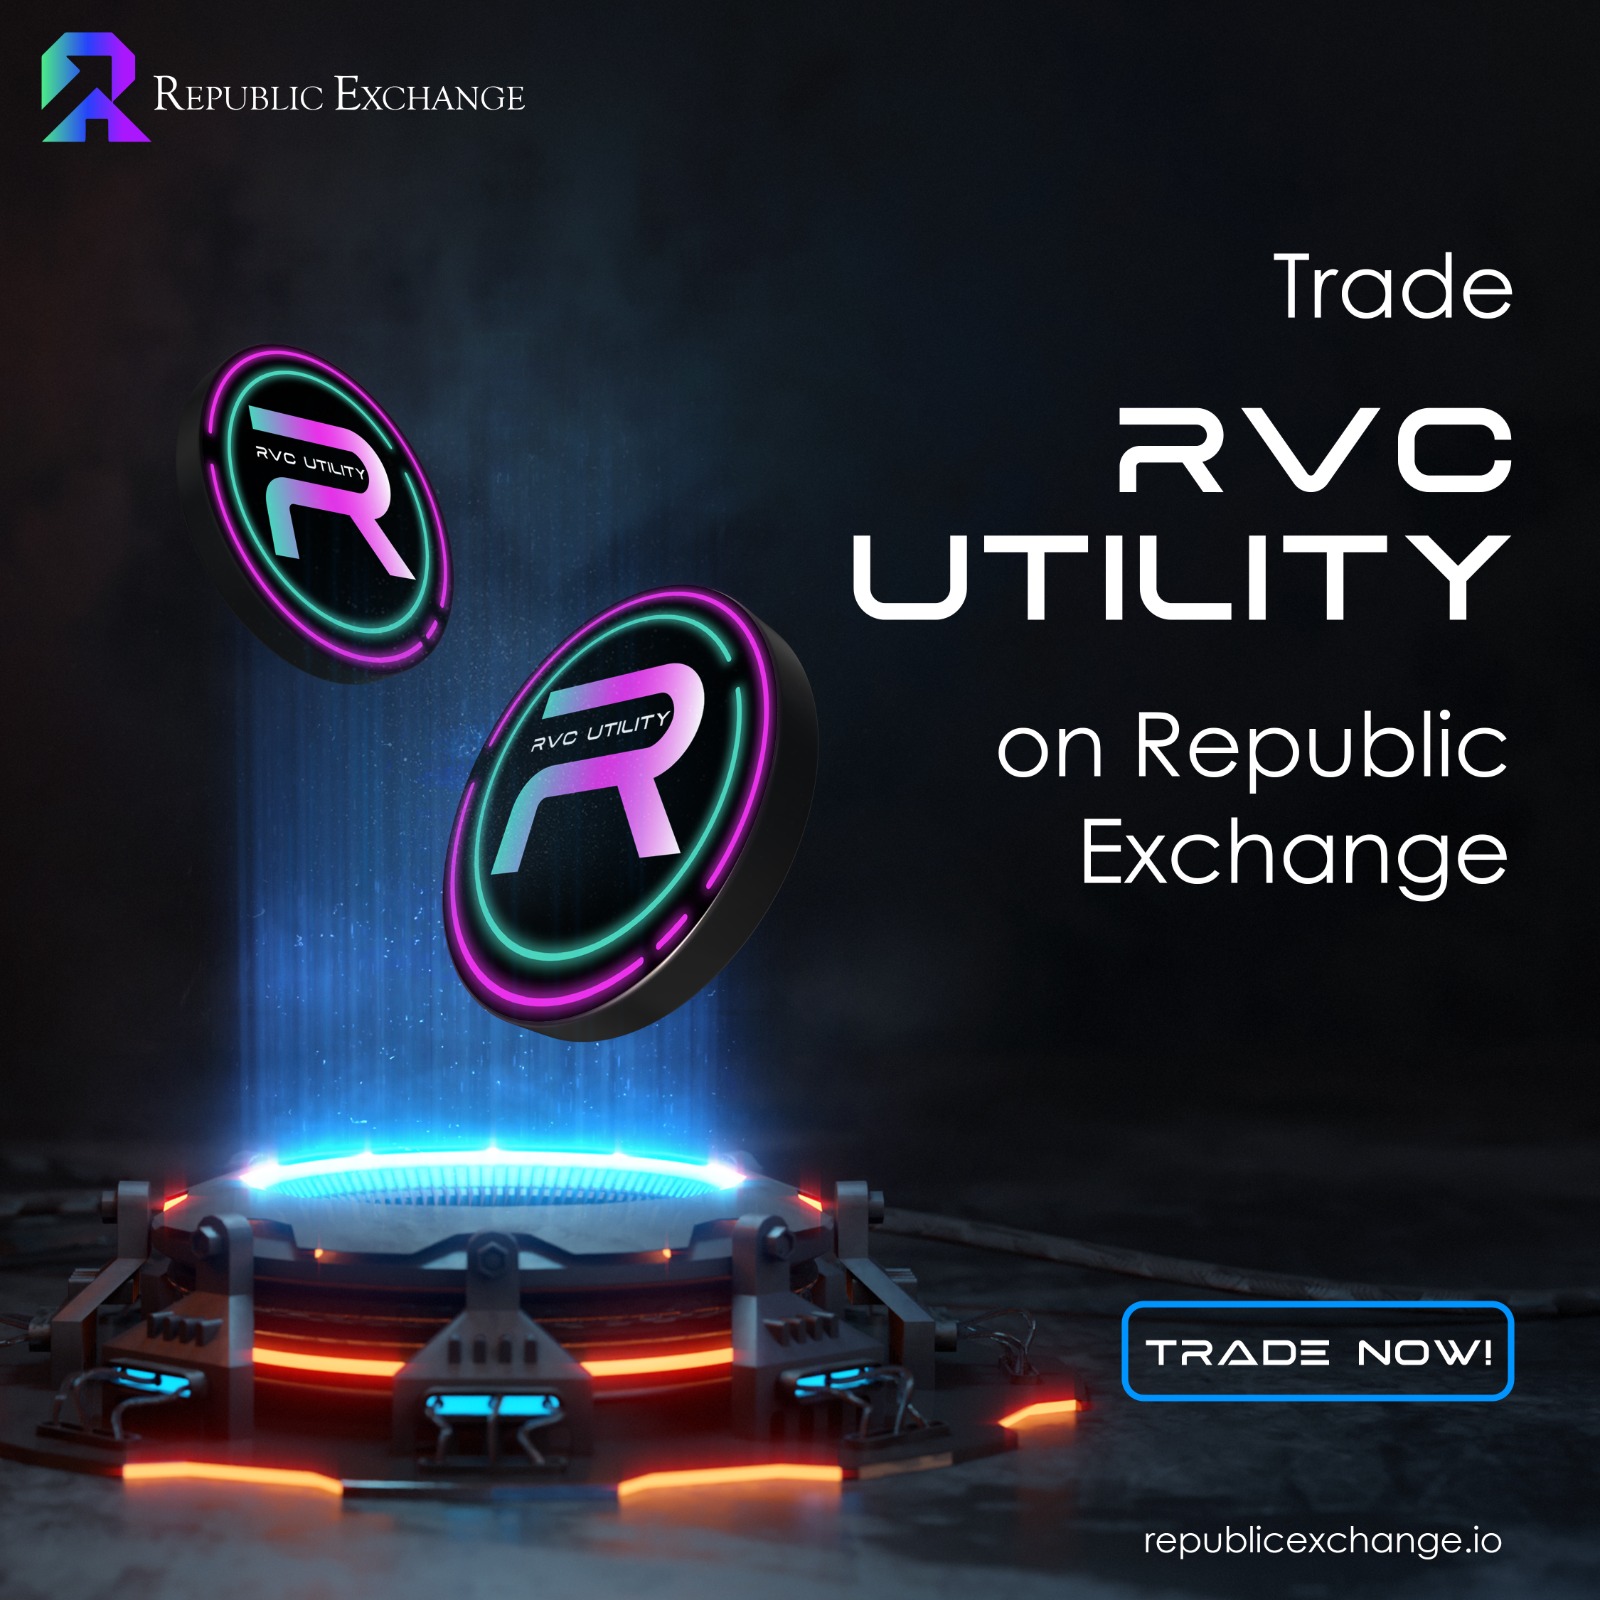 REPUBLIC EXCHANGE
Trade
RVC
UTILITY
on Republic
Exchange
RVC UTILITY
RVC UTILITY
TRADE NOW!
republicexchange.io